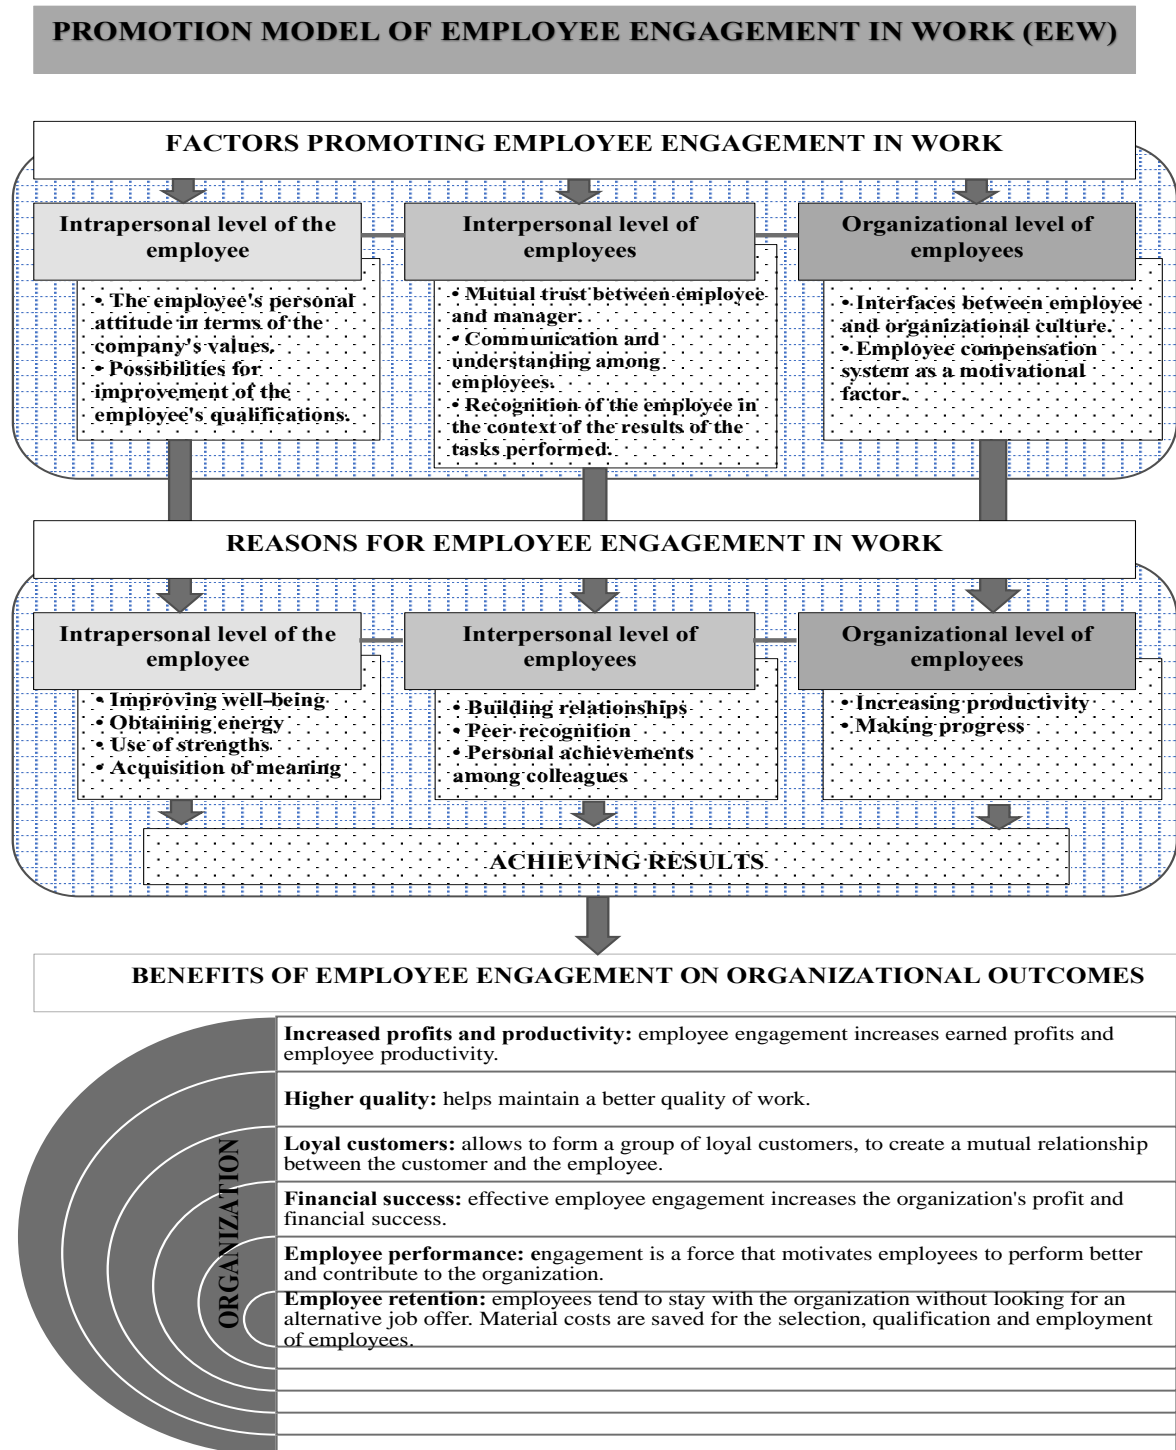 PROMOTION MODEL OF EMPLOYEE ENGAGEMENT IN WORK (EEW)
FACTORS PROMOTING EMPLOYEE ENGAGEMENT IN WORK
Intrapersonal level of the
employee
• The employee's personal
attitude in terms of the
company's values.
• Possibilities for
improvement of the
employee's qualifications.
Interpersonal level of
employees
• Mutual trust between employee
and manager.
• Communication and
understanding among
employees.
• Recognition of the employee in
the context of the results of the
tasks performed.
Organizational level of
employees
• Interfaces between employee
and organizational culture.
• Employee compensation
system as a motivational
factor.
REASONS FOR EMPLOYEE ENGAGEMENT IN WORK
Intrapersonal level of the
employee
• Improving well-being
• Obtaining energy
• Use of strengths
• Acquisition of meaning
Interpersonal level of
employees
• Building relationships
• Peer recognition
• Personal achievements
among colleagues
Organizational level of
employees
• Increasing productivity
• Making progress
ACHIEVING RESULTS
BENEFITS OF EMPLOYEE ENGAGEMENT ON ORGANIZATIONAL OUTCOMES
ORGANIZATION
Increased profits and productivity: employee engagement increases earned profits and
employee productivity.
Higher quality: helps maintain a better quality of work.
Loyal customers: allows to form a group of loyal customers, to create a mutual relationship
between the customer and the employee.
Financial success: effective employee engagement increases the organization's profit and
financial success.
Employee performance: engagement is a force that motivates employees to perform better
and contribute to the organization.
Employee retention: employees tend to stay with the organization without looking for an
alternative job offer. Material costs are saved for the selection, qualification and employment
of employees.